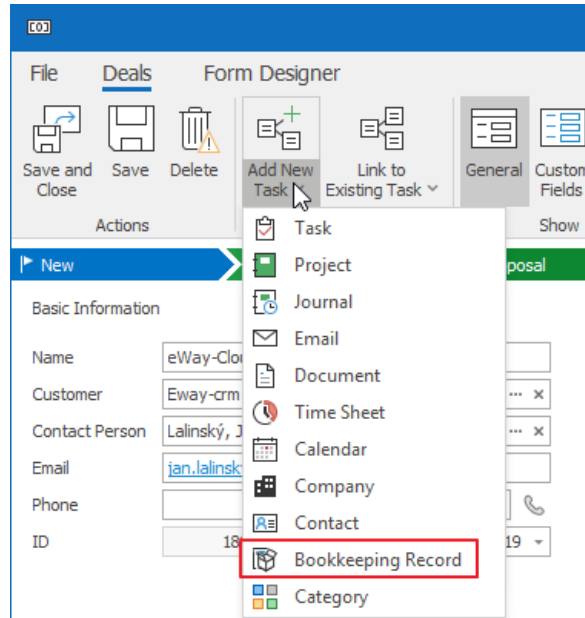 File Deals Form Designer
Save and Close
Save
Delete
Add New Task
Link to Existing Task
General
Custom Fields
Actions
Show
New
posal
Task
Project
Journal
Email
Document
Time Sheet
Calendar
Company
Contact
Bookkeeping Record
Category
Basic Information
Name eWay-Clou
Customer Eway-crm
Contact Person Lalinský, J
Email jan.lalinsk
Phone
ID 18 19